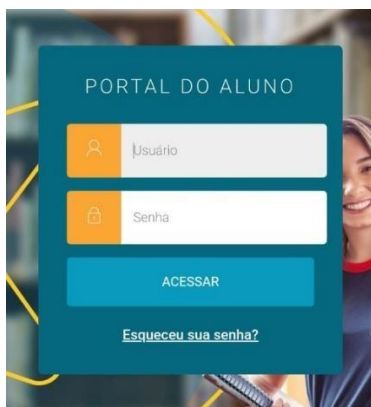 PORTAL DO ALUNO
Usuário
Senha
ACESSAR
Esqueceu sua senha?